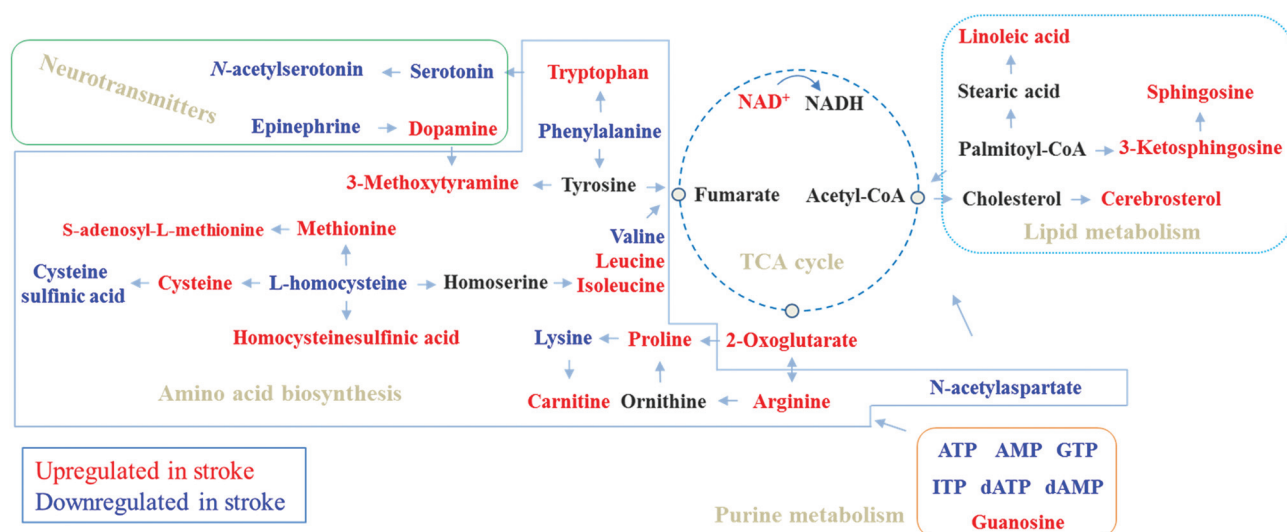 Neurotransmitters
N-acetylserotonin
Serotonin
Tryptophan
Epinephrine
Dopamine
Phenylalanine
3-Methoxytyramine
Tyrosine
S-adenosyl-L-methionine
Methionine
Valine
Leucine
Isoleucine
Cysteine
sulfinic acid
Cysteine
L-homocysteine
Homoserine
Homocysteinesulfinic acid
Lysine
Proline
2-Oxoglutarate
Amino acid biosynthesis
Carnitine
Ornithine
Arginine
NAD+
NADH
Fumarate
Acetyl-CoA
TCA cycle
Linoleic acid
Stearic acid
Sphingosine
Palmitoyl-CoA
3-Ketosphingosine
Cholesterol
Cerebrosterol
Lipid metabolism
N-acetylaspartate
ATP AMP GTP
ITP dATP dAMP
Guanosine
Purine metabolism
Upregulated in stroke
Downregulated in stroke